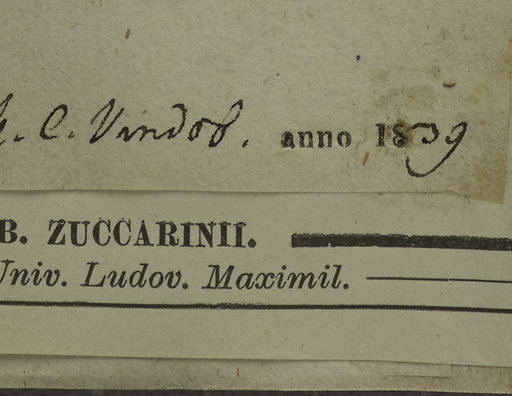 . C. Vindob. anno 1839
B. ZUCCARINII.
Univ. Ludov. Maximil.